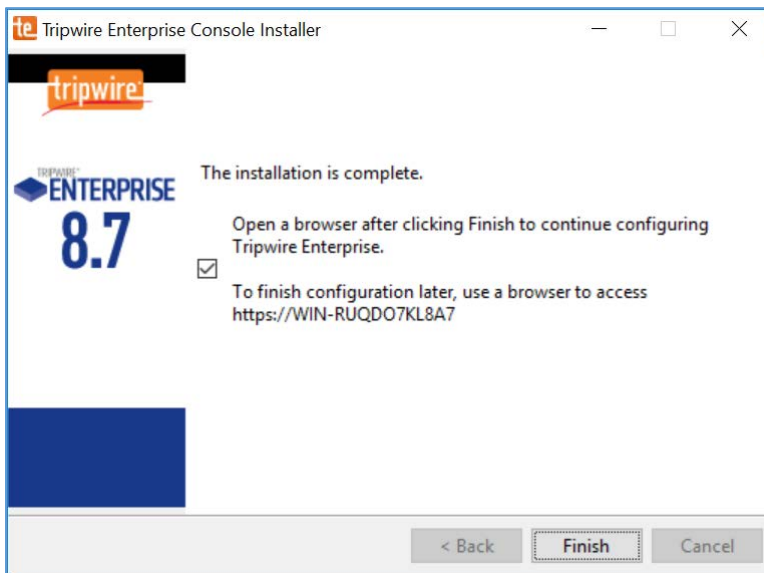 te Tripwire Enterprise Console Installer
tripwire
TRIPWIRE
ENTERPRISE
8.7
The installation is complete.
Open a browser after clicking Finish to continue configuring
Tripwire Enterprise.
To finish configuration later, use a browser to access
https://WIN-RUQDO7KL8A7
< Back
Finish
Cancel